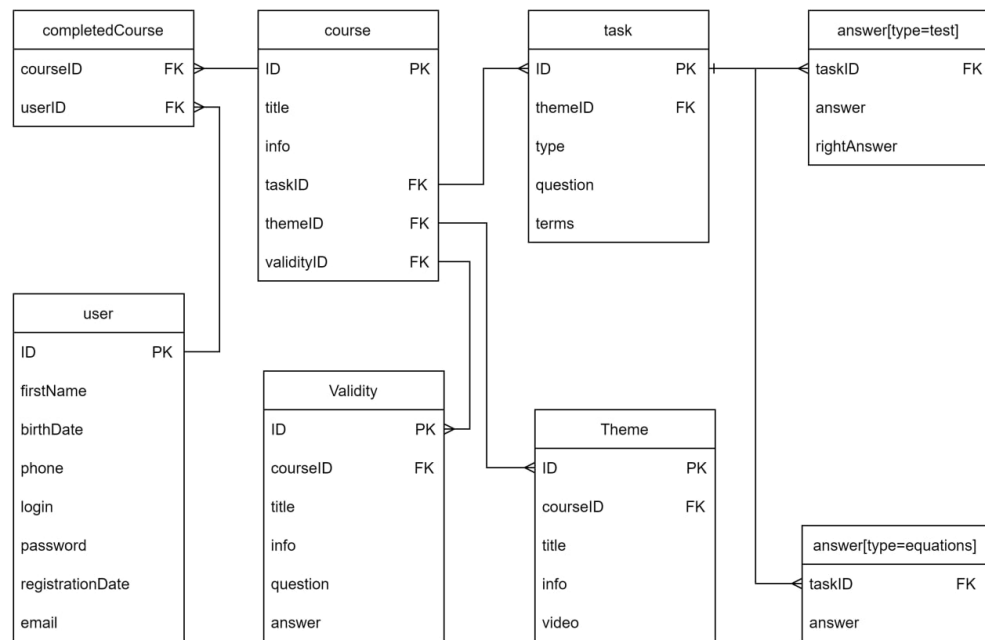 completedCourse
courseID FK
userID FK
course
ID PK
title
info
taskID FK
themeID FK
validityID FK
task
ID PK
themeID FK
type
question
terms
answer[type=test]
taskID FK
answer
rightAnswer
user
ID PK
firstName
birthDate
phone
login
password
registrationDate
email
Validity
ID PK
courseID FK
title
info
question
answer
Theme
ID PK
courseID FK
title
info
video
answer[type=equations]
taskID FK
answer